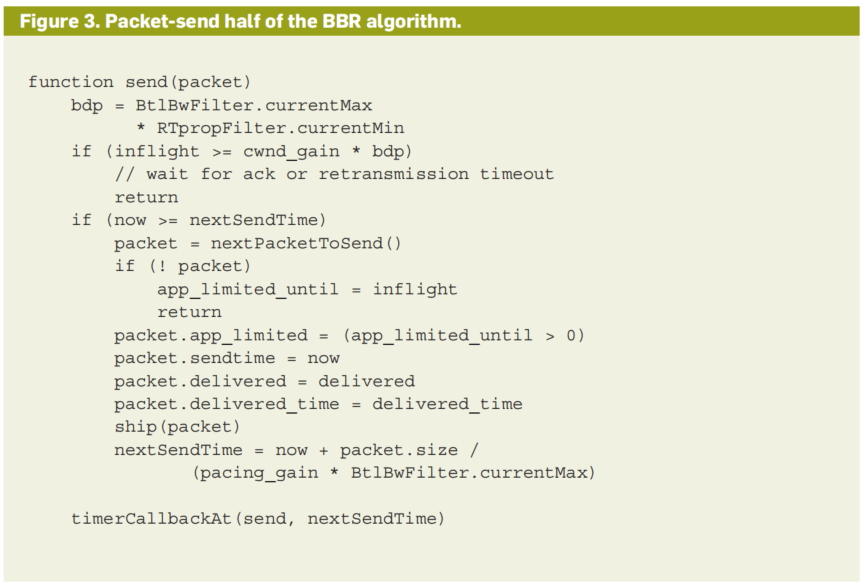 Figure 3. Packet-send half of the BBR algorithm.
function send(packet)
    bdp = BtlBwFilter.currentMax
          * RTpropFilter.currentMin
    if (inflight >= cwnd_gain * bdp)
        // wait for ack or retransmission timeout
        return
    if (now >= nextSendTime)
        packet = nextPacketToSend()
        if (! packet)
            app_limited_until = inflight
            return
        packet.app_limited = (app_limited_until > 0)
        packet.sendtime = now
        packet.delivered = delivered
        packet.delivered_time = delivered_time
        ship(packet)
        nextSendTime = now + packet.size /
               (pacing_gain * BtlBwFilter.currentMax)
    timerCallbackAt(send, nextSendTime)